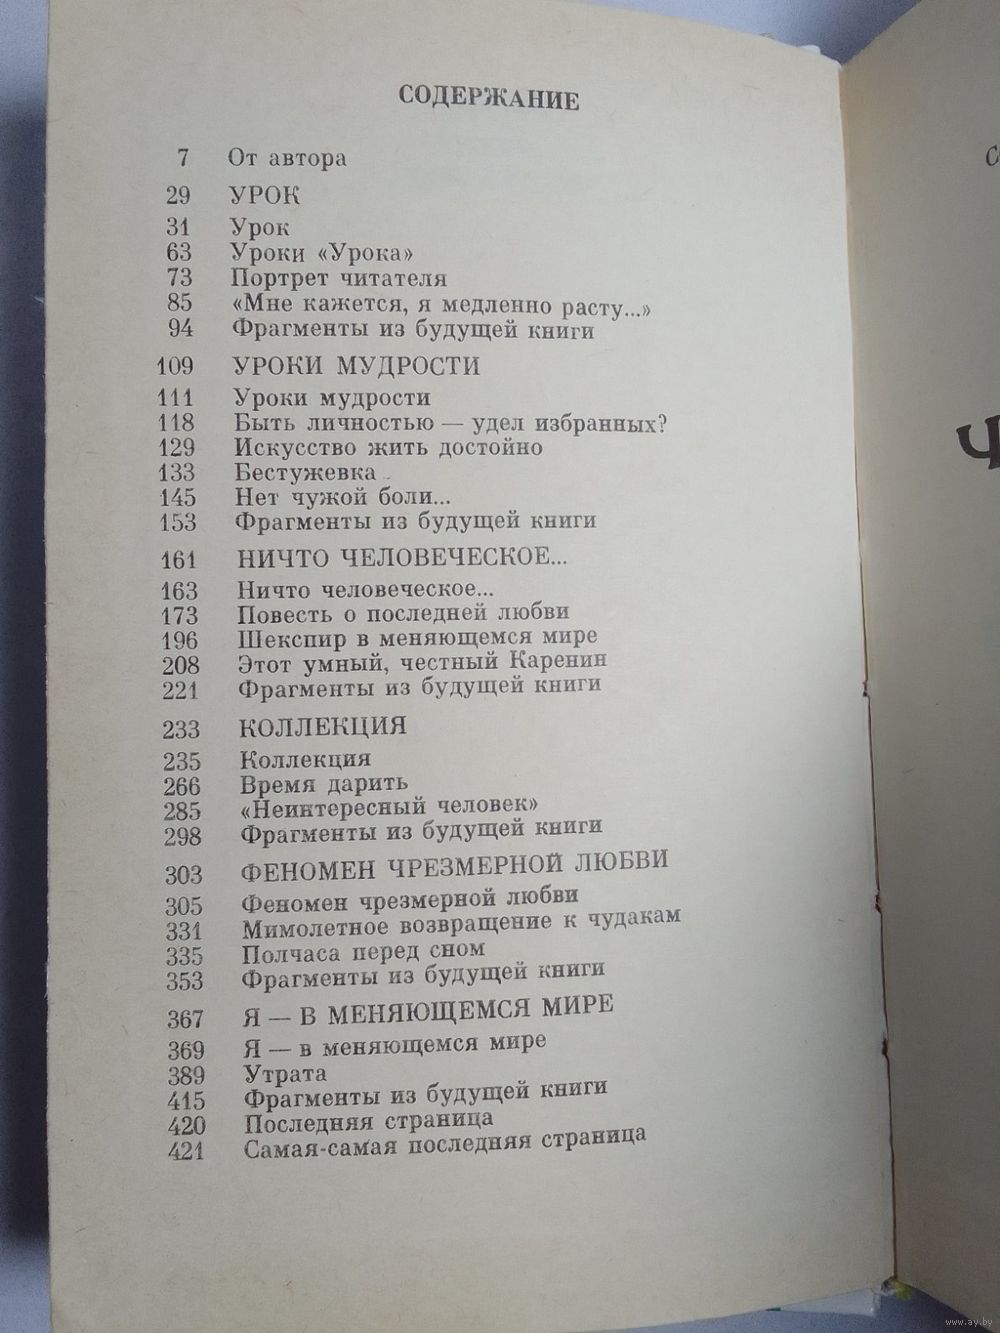 СОДЕРЖАНИЕ
7 От автора
29 УРОК
31 Урок
63 Уроки «Урока»
73 Портрет читателя
85 «Мне кажется, я медленно расту...»
94 Фрагменты из будущей книги
109 УРОКИ МУДРОСТИ
111 Уроки мудрости
118 Быть личностью — удел избранных?
129 Искусство жить достойно
133 Бестужевка
145 Нет чужой боли...
153 Фрагменты из будущей книги
161 НИЧТО ЧЕЛОВЕЧЕСКОЕ...
163 Ничто человеческое...
173 Повесть о последней любви
196 Шекспир в меняющемся мире
208 Этот умный, честный Каренин
221 Фрагменты из будущей книги
233 КОЛЛЕКЦИЯ
235 Коллекция
266 Время дарить
285 «Неинтересный человек»
298 Фрагменты из будущей книги
303 ФЕНОМЕН ЧРЕЗМЕРНОЙ ЛЮБВИ
305 Феномен чрезмерной любви
331 Мимолетное возвращение к чудакам
335 Полчаса перед сном
353 Фрагменты из будущей книги
367 Я — В МЕНЯЮЩЕМСЯ МИРЕ
369 Я — в меняющемся мире
389 Утрата
415 Фрагменты из будущей книги
420 Последняя страница
421 Самая-самая последняя страница
www.ay.by